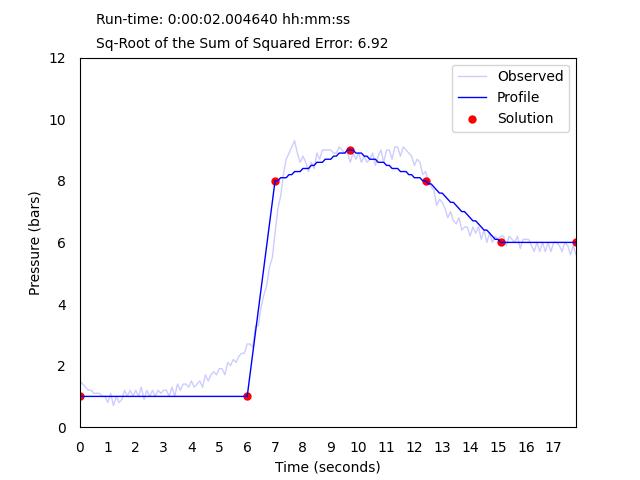 Run-time: 0:00:02.004640 hh:mm:ss
Sq-Root of the Sum of Squared Error: 6.92
12
10
8
6
4
2
0
Pressure (bars)
Observed
Profile
Solution
0 1 2 3 4 5 6 7 8 9 10 11 12 13 14 15 16 17
Time (seconds)